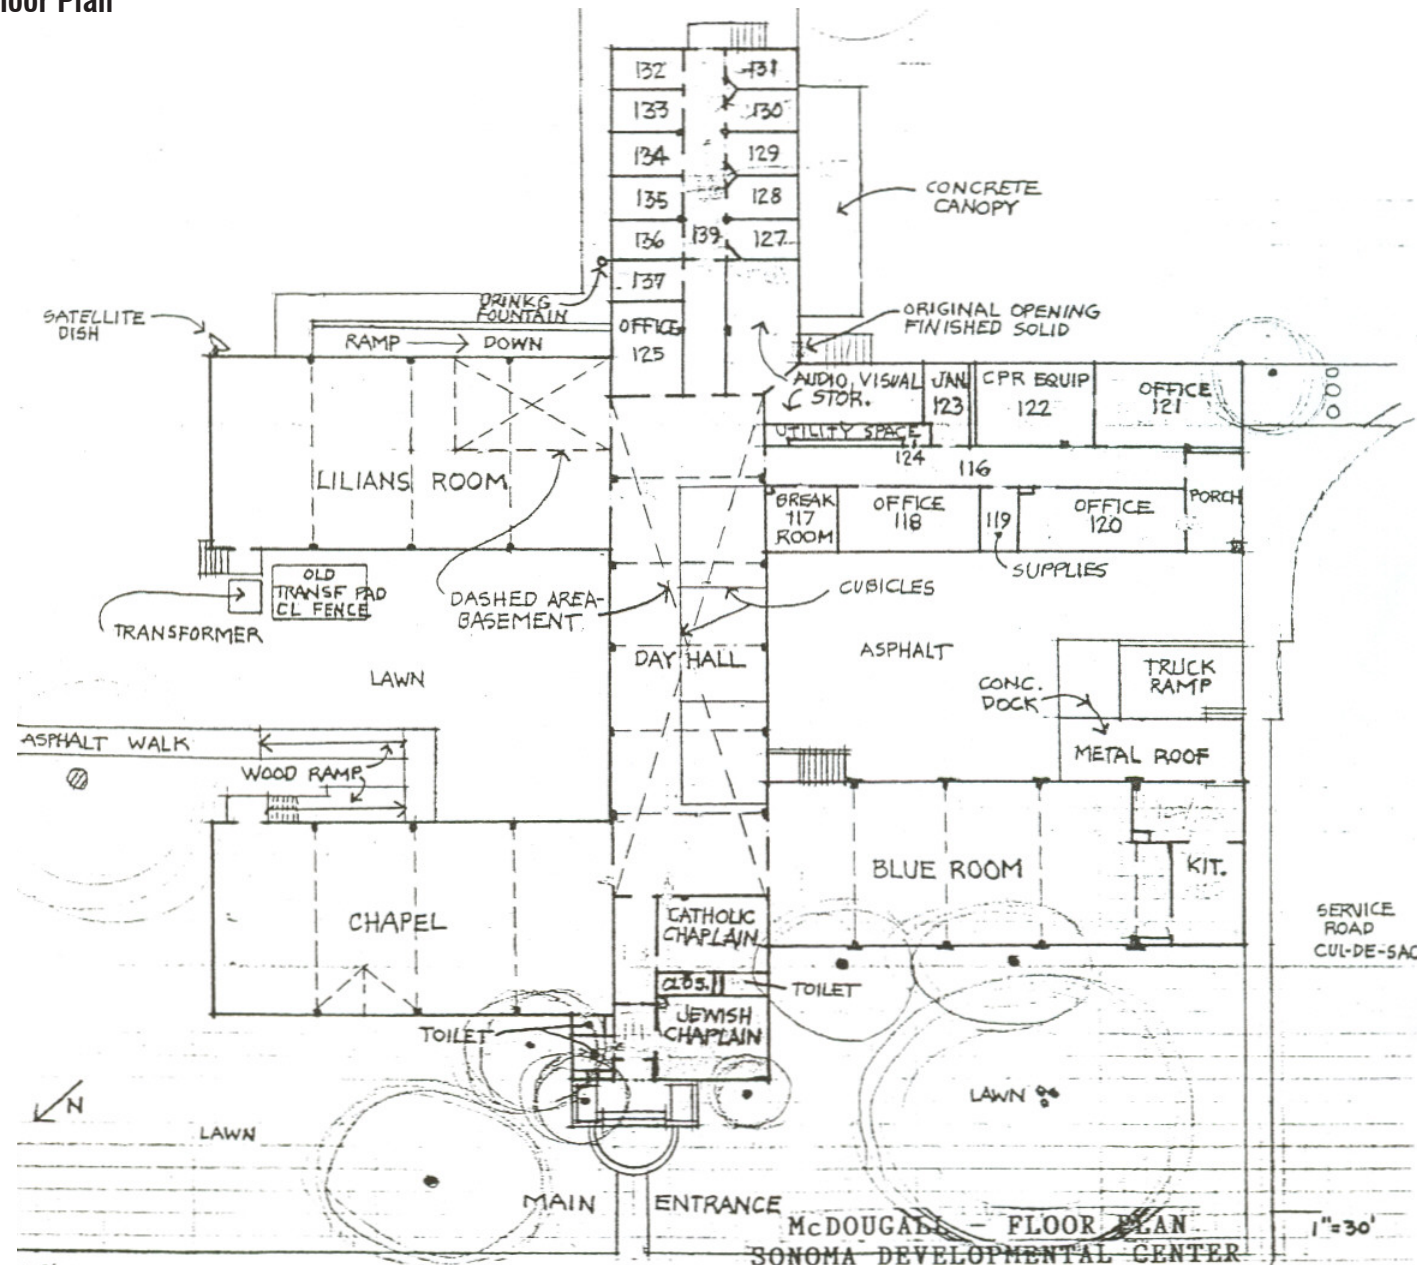 loor Plan
132
131
133
130
134
129
135
128
136
139
127
137
CONCRETE
CANOPY
DRINKG
FOUNTAIN
SATELLITE
DISH
RAMP
DOWN
OFFICE
125
ORIGINAL OPENING
FINISHED SOLID
AUDIO, VISUAL
STOR.
JAN.
123
CPR EQUIP
122
OFFICE
121
UTILITY SPACE
124
116
LILIANS ROOM
BREAK
117
ROOM
OFFICE
118
119
OFFICE
120
PORCH
SUPPLIES
OLD
TRANSF PAD
CL FENCE
TRANSFORMER
DASHED AREA-
BASEMENT
CUBICLES
DAY HALL
ASPHALT
LAWN
CONC.
DOCK
TRUCK
RAMP
ASPHALT WALK
WOOD RAMP
METAL ROOF
BLUE ROOM
KIT.
CHAPEL
CATHOLIC
CHAPLAIN
SERVICE
ROAD
CUL-DE-SAC
TOILET
JEWISH
CHAPLAIN
TOILET
N
LAWN
LAWN
MAIN ENTRANCE
McDOUGALL - FLOOR PLAN
SONOMA DEVELOPMENTAL CENTER
1"=30'